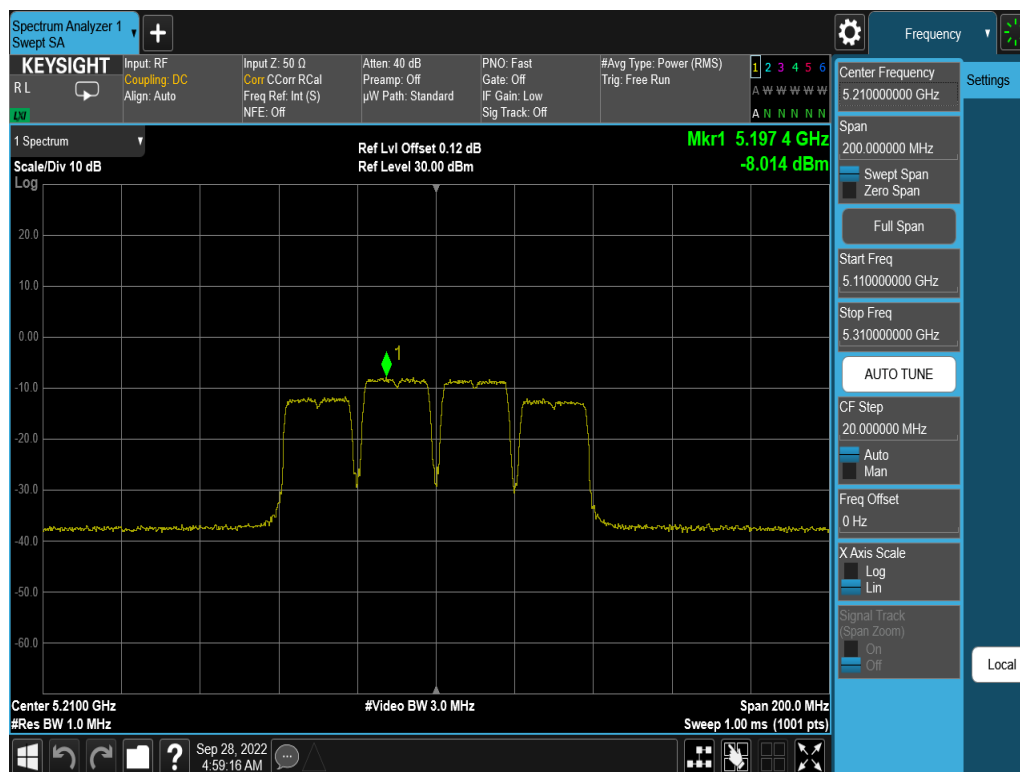 Spectrum Analyzer 1
Swept SA
Frequency
KEYSIGHT
R L
LXI
Input: RF
Coupling: DC
Align: Auto
Input Z: 50 Ω
Corr CCorr RCal
Freq Ref: Int (S)
NFE: Off
Atten: 40 dB
Preamp: Off
µW Path: Standard
PNO: Fast
Gate: Off
IF Gain: Low
Sig Track: Off
#Avg Type: Power (RMS)
Trig: Free Run
1 2 3 4 5 6
A W W W W W
A N N N N N
1 Spectrum
Scale/Div 10 dB
Log
Ref Lvl Offset 0.12 dB
Ref Level 30.00 dBm
Mkr1 5.197 4 GHz
-8.014 dBm
20.0
10.0
0.00
-10.0
-20.0
-30.0
-40.0
-50.0
-60.0
1
Center 5.2100 GHz
#Res BW 1.0 MHz
#Video BW 3.0 MHz
Span 200.0 MHz
Sweep 1.00 ms (1001 pts)
Center Frequency
5.210000000 GHz
Settings
Span
200.000000 MHz
Swept Span
Zero Span
Full Span
Start Freq
5.110000000 GHz
Stop Freq
5.310000000 GHz
AUTO TUNE
CF Step
20.000000 MHz
Auto
Man
Freq Offset
0 Hz
X Axis Scale
Log
Lin
Signal Track
(Span Zoom)
On
Off
Local
?
Sep 28, 2022
4:59:16 AM